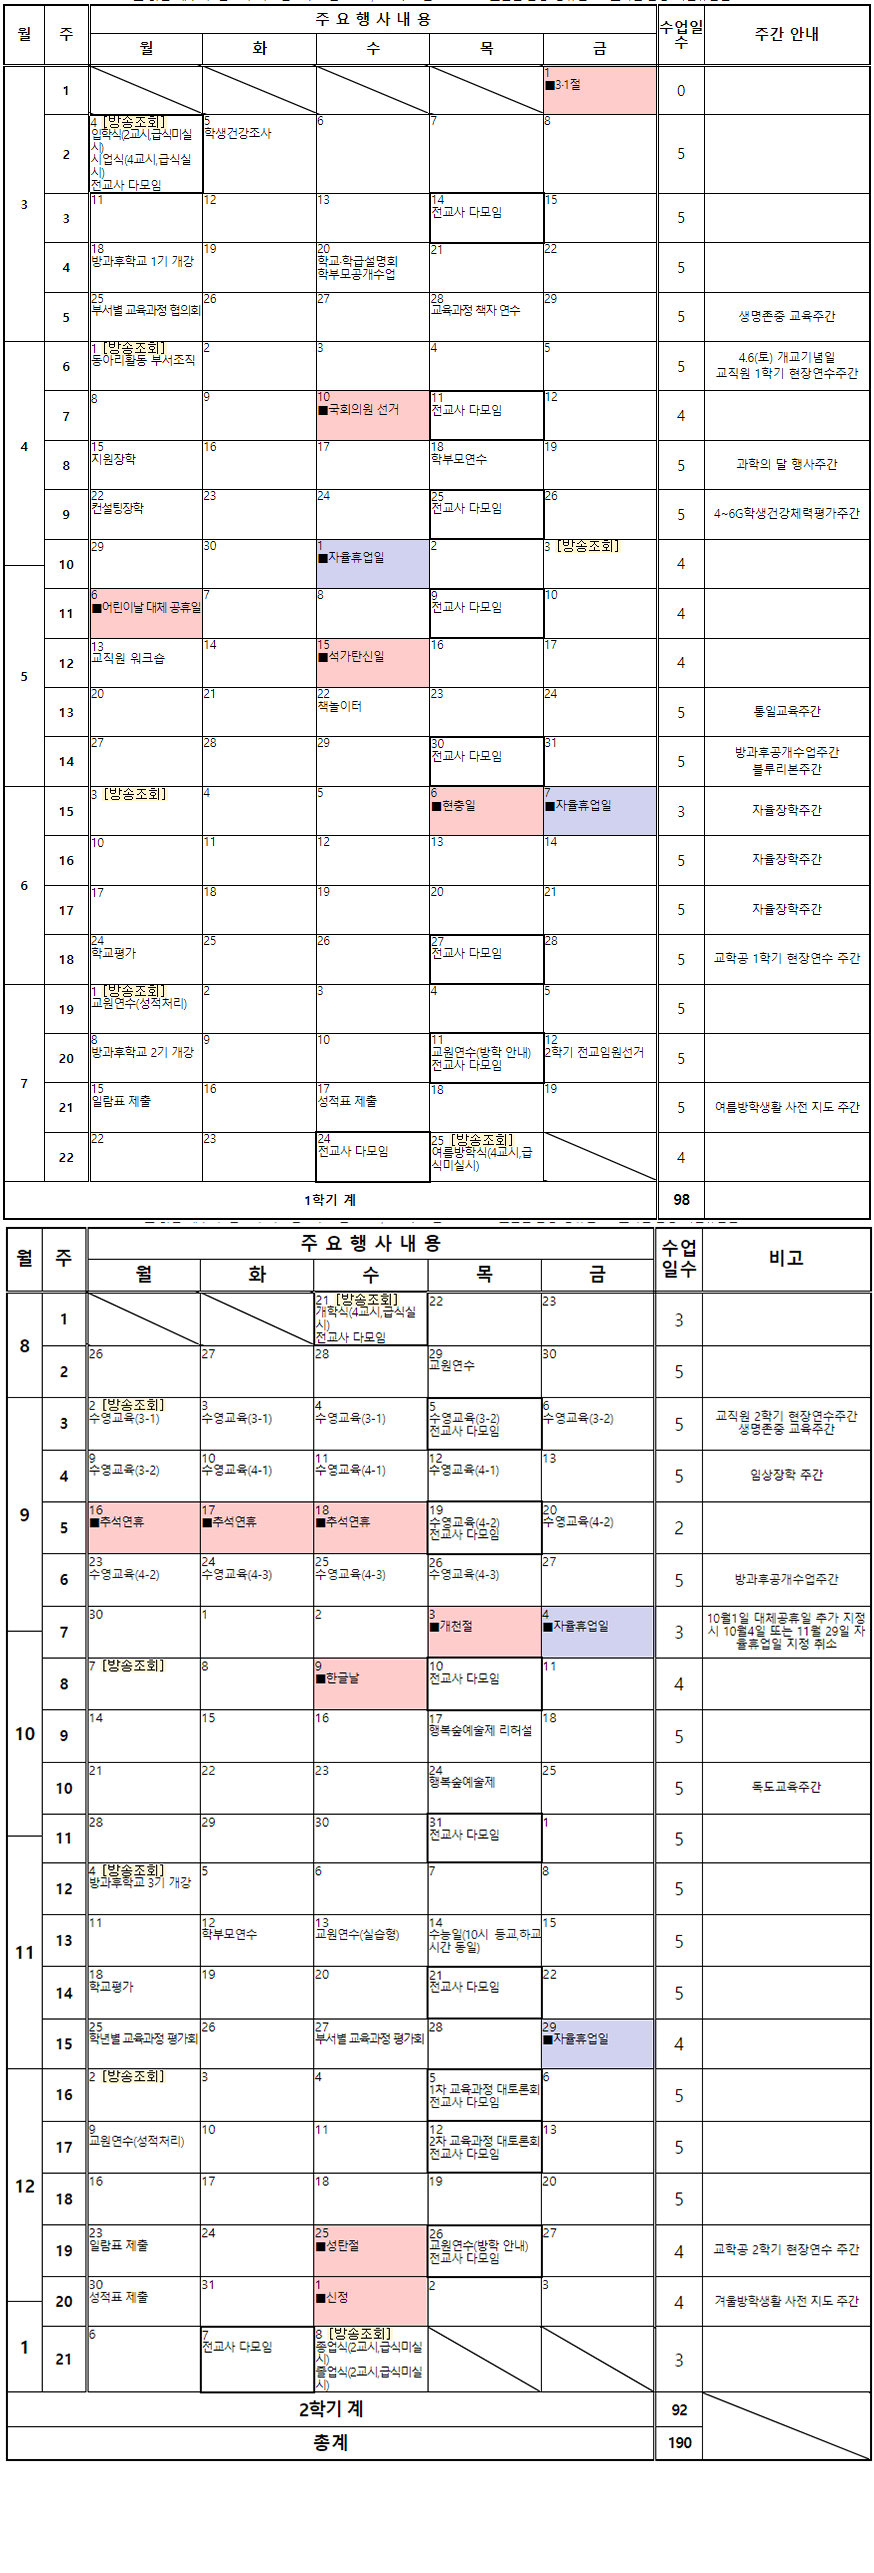 월 주 주 요 행 사 내 용 수업일수 주간 안내
월 화 수 목 금
3
1 1 ■3·1절 0
2 4 [방송조회] 입학식(2교시,급식미실시) 시업식(4교시,급식실시) 전교사 다모임 5 학생건강조사 6 7 8 5
3 11 12 13 14 전교사 다모임 15 5
4 18 방과후학교 1기 개강 19 20 학교·학급설명회 학부모공개수업 21 22 5
5 25 부서별 교육과정 협의회 26 27 28 교육과정 책자 연수 29 5 생명존중 교육주간
4
6 1 [방송조회] 동아리활동 부서조직 2 3 4 5 5 4.6(토) 개교기념일 교직원 1학기 현장연수주간
7 8 9 10 ■국회의원 선거 11 전교사 다모임 12 4
8 15 지원장학 16 17 18 학부모연수 19 5 과학의 달 행사주간
9 22 컨설팅장학 23 24 25 전교사 다모임 26 5 4~6G학생건강체력평가주간
10 29 30 1 ■자율휴업일 2 3 [방송조회] 4
5
11 6 ■어린이날 대체 공휴일 7 8 9 전교사 다모임 10 4
12 13 교직원 워크숍 14 15 ■석가탄신일 16 17 4
13 20 21 22 책놀이터 23 24 5 통일교육주간
14 27 28 29 30 전교사 다모임 31 5 방과후공개수업주간 블루리본주간
6
15 3 [방송조회] 4 5 6 ■현충일 7 ■자율휴업일 3 자율장학주간
16 10 11 12 13 14 5 자율장학주간
17 17 18 19 20 21 5 자율장학주간
18 24 학교평가 25 26 27 전교사 다모임 28 5 교학공 1학기 현장연수 주간
7
19 1 [방송조회] 교원연수(성적처리) 2 3 4 5 5
20 8 방과후학교 2기 개강 9 10 11 교원연수(방학 안내) 전교사 다모임 12 2학기 전교임원선거 5
21 15 일람표 제출 16 17 성적표 제출 18 19 5 여름방학생활 사전 지도 주간
22 22 23 24 전교사 다모임 25 [방송조회] 여름방학식(4교시,급식미실시) 4
1학기 계 98
월 주 주 요 행 사 내 용 수업일수 비고
월 화 수 목 금
8
1 21 [방송조회] 개학식(4교시,급식실시) 전교사 다모임 22 23 3
2 26 27 28 29 교원연수 30 5
9
3 2 [방송조회] 수영교육(3-1) 3 수영교육(3-1) 4 수영교육(3-1) 5 수영교육(3-2) 전교사 다모임 6 수영교육(3-2) 5 교직원 2학기 현장연수주간 생명존중 교육주간
4 9 수영교육(3-2) 10 수영교육(4-1) 11 수영교육(4-1) 12 수영교육(4-1) 13 5 임상장학 주간
5 16 ■추석연휴 17 ■추석연휴 18 ■추석연휴 19 수영교육(4-2) 전교사 다모임 20 수영교육(4-2) 2
6 23 수영교육(4-2) 24 수영교육(4-3) 25 수영교육(4-3) 26 수영교육(4-3) 27 5 방과후공개수업주간
7 30 1 2 3 ■개천절 4 ■자율휴업일 3 10월1일 대체공휴일 추가 지정시 10월4일 또는 11월 29일 자율휴업일 지정 취소
10
8 7 [방송조회] 8 9 ■한글날 10 전교사 다모임 11 4
9 14 15 16 17 행복숲예술제 리허설 18 5
10 21 22 23 24 행복숲예술제 25 5 독도교육주간
11 28 29 30 31 전교사 다모임 1 5
11
12 4 [방송조회] 방과후학교 3기 개강 5 6 7 8 5
13 11 12 학부모연수 13 교원연수(실습형) 14 수능일(10시 등교,하교시간 동일) 15 5
14 18 학교평가 19 20 21 전교사 다모임 22 5
15 25 학년별 교육과정 평가회 26 27 부서별 교육과정 평가회 28 29 ■자율휴업일 4
12
16 2 [방송조회] 3 4 5 1차 교육과정 대토론회 전교사 다모임 6 5
17 9 교원연수(성적처리) 10 11 12 2차 교육과정 대토론회 전교사 다모임 13 5
18 16 17 18 19 20 5
19 23 일람표 제출 24 25 ■성탄절 26 교원연수(방학 안내) 전교사 다모임 27 4 교학공 2학기 현장연수 주간
20 30 성적표 제출 31 1 ■신정 2 3 4 겨울방학생활 사전 지도 주간
1
21 6 7 전교사 다모임 8 [방송조회] 종업식(2교시,급식미실시) 졸업식(2교시,급식미실시) 3
2학기 계 92
총계 190